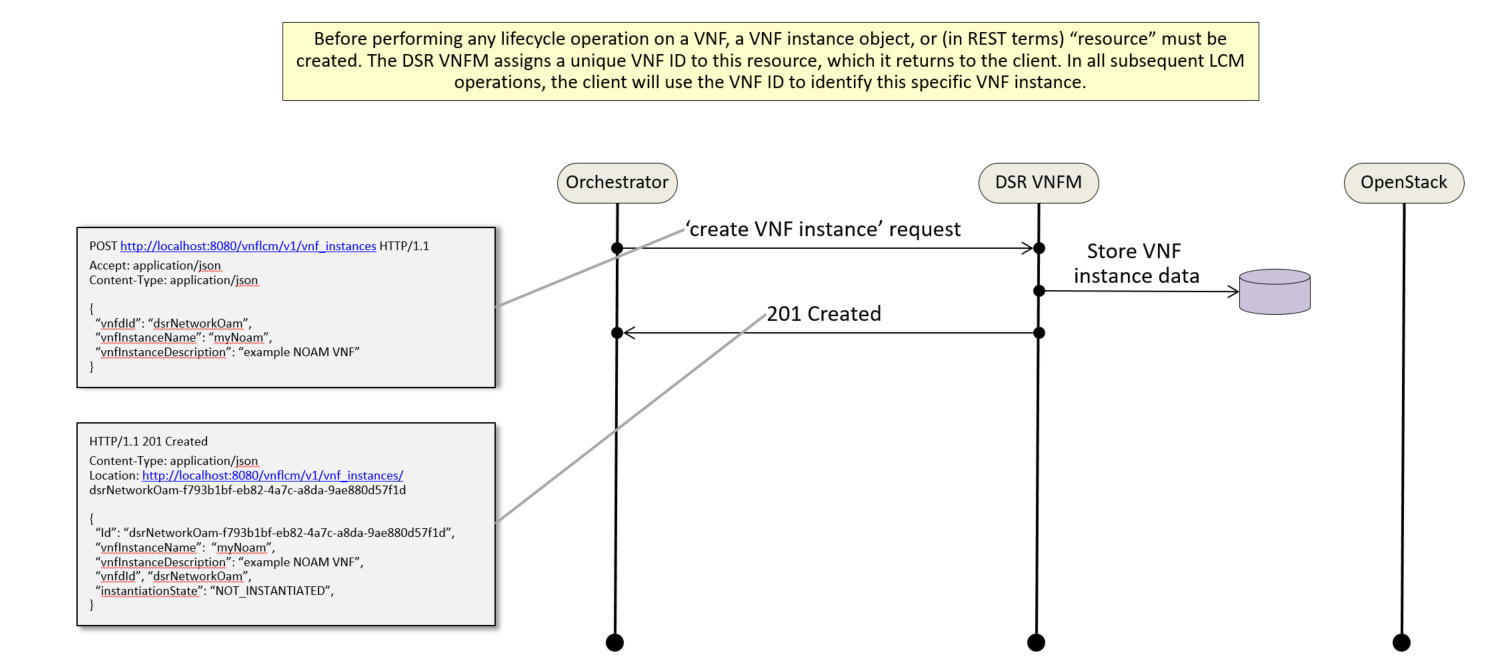 Before performing any lifecycle operation on a VNF, a VNF instance object, or (in REST terms) “resource” must be
created. The DSR VNFM assigns a unique VNF ID to this resource, which it returns to the client. In all subsequent LCM
operations, the client will use the VNF ID to identify this specific VNF instance.
Orchestrator
DSR VNFM
OpenStack
‘create VNF instance’ request
Store VNF
instance data
201 Created
POST http://localhost:8080/vnflcm/v1/vnf_instances HTTP/1.1
Accept: application/json
Content-Type: application/json
{
“vnfdId”: “dsrNetworkOam”,
“vnfInstanceName”: “myNoam”,
“vnfInstanceDescription”: “example NOAM VNF”
}
HTTP/1.1 201 Created
Content-Type: application/json
Location: http://localhost:8080/vnflcm/v1/vnf_instances/
dsrNetworkOam-f793b1bf-eb82-4a7c-a8da-9ae880d57f1d
{
“Id”: “dsrNetworkOam-f793b1bf-eb82-4a7c-a8da-9ae880d57f1d”,
“vnfInstanceName”: “myNoam”,
“vnfInstanceDescription”: “example NOAM VNF”,
“vnfdId”, “dsrNetworkOam”,
“instantiationState”: “NOT_INSTANTIATED”,
}